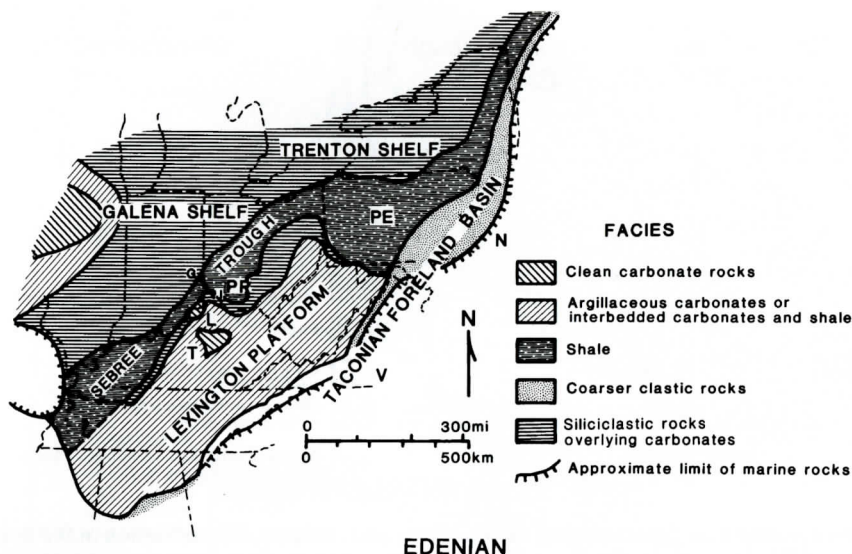 TRENTON SHELF
GALENA SHELF
TROUGH
PE
N
PF
L
T
SEBREE
LEXINGTON PLATFORM
TACONIAN FORELAND BASIN
V
N
0 300mi
0 500km
FACIES
Clean carbonate rocks
Argillaceous carbonates or
interbedded carbonates and shale
Shale
Coarser clastic rocks
Siliciclastic rocks
overlying carbonates
Approximate limit of marine rocks
EDENIAN